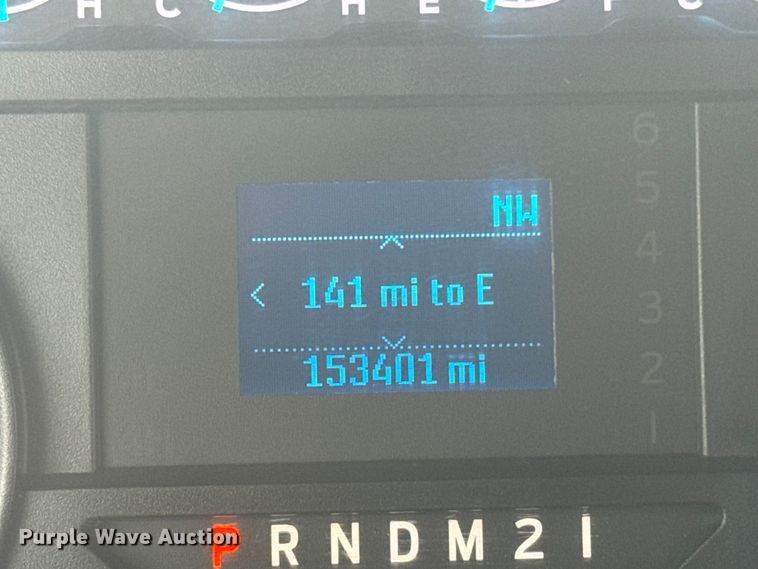 H C H E F C
6
5
NW
4
< 141 mi to E
3
153401 mi
2
1
P R N D M 2 1
Purple Wave Auction